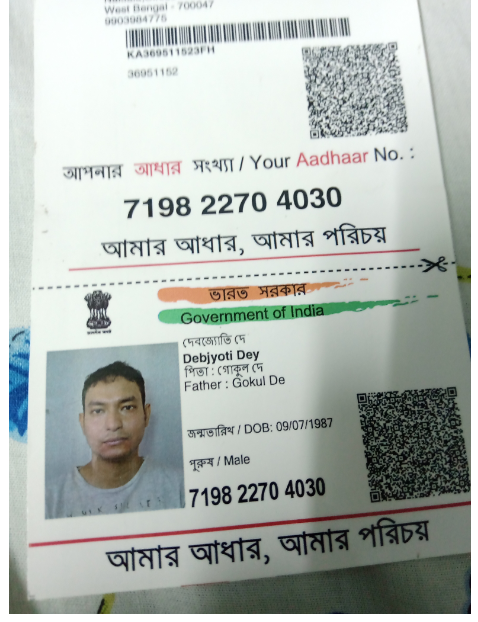 West Bengal - 700047
9903984775
KA369511523FH
36951152
আপনার আধার সংখ্যা / Your Aadhaar No. :
7198 2270 4030
আমার আধার, আমার পরিচয়
ভারত সরকার
Government of India
দেবজ্যোতি দে
Debjyoti Dey
পিতা : গোকুল দে
Father : Gokul De
জন্মতারিখ / DOB: 09/07/1987
পুরুষ / Male
7198 2270 4030
আমার আধার, আমার পরিচয়